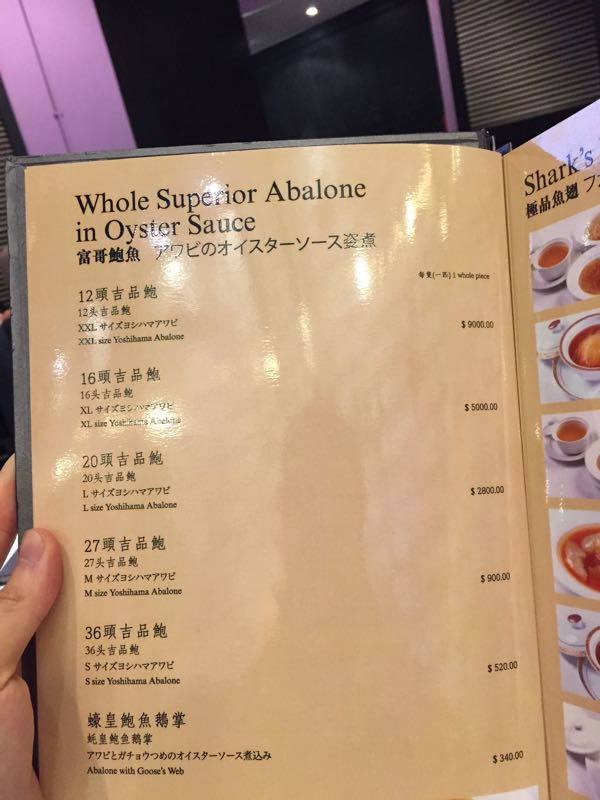 Whole Superior Abalone
in Oyster Sauce
富哥鮑魚 アワビのオイスターソース姿煮
每隻(一匹) 1 whole piece
12頭吉品鮑
12头吉品鲍
XXL サイズヨシハマアワビ
XXL size Yoshihama Abalone
$ 9000.00
16頭吉品鮑
16头吉品鲍
XL サイズヨシハマアワビ
XL size Yoshihama Abalone
$ 5000.00
20頭吉品鮑
20头吉品鲍
L サイズヨシハマアワビ
L size Yoshihama Abalone
$ 2800.00
27頭吉品鮑
27头吉品鲍
M サイズヨシハマアワビ
M size Yoshihama Abalone
$ 900.00
36頭吉品鮑
36头吉品鲍
S サイズヨシハマアワビ
S size Yoshihama Abalone
$ 520.00
蠔皇鮑魚鵝掌
蚝皇鲍鱼鹅掌
アワビとガチョウつめのオイスターソース煮込み
Abalone with Goose's Web
$ 340.00
Shark's
極品魚翅